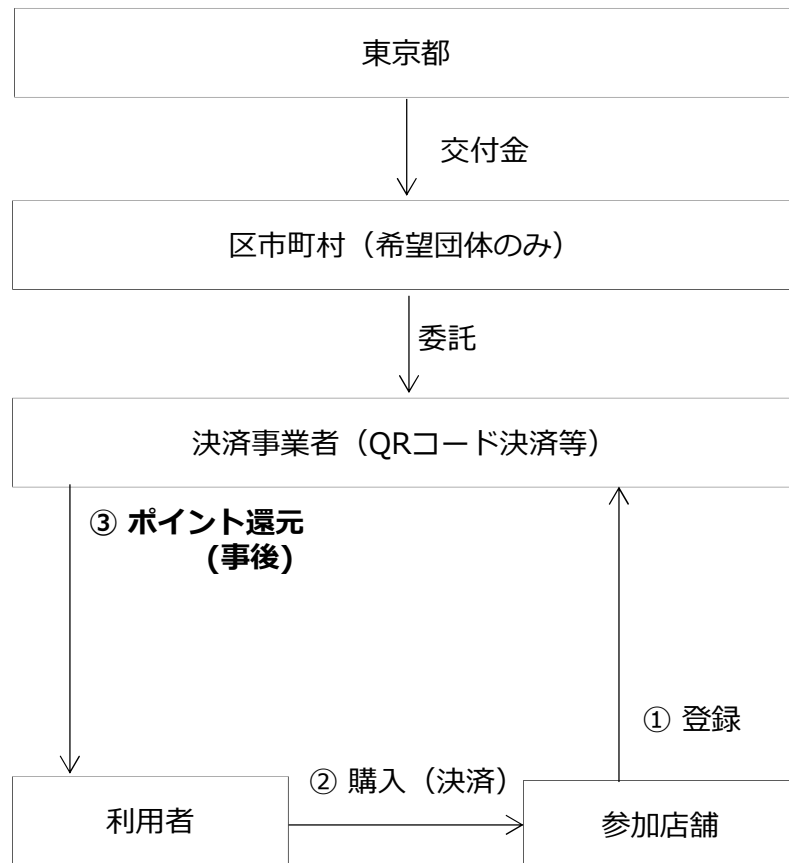 東京都
交付金
区市町村（希望団体のみ）
委託
決済事業者（QRコード決済等）
③ ポイント還元
(事後)
① 登録
② 購入（決済）
利用者
参加店舗